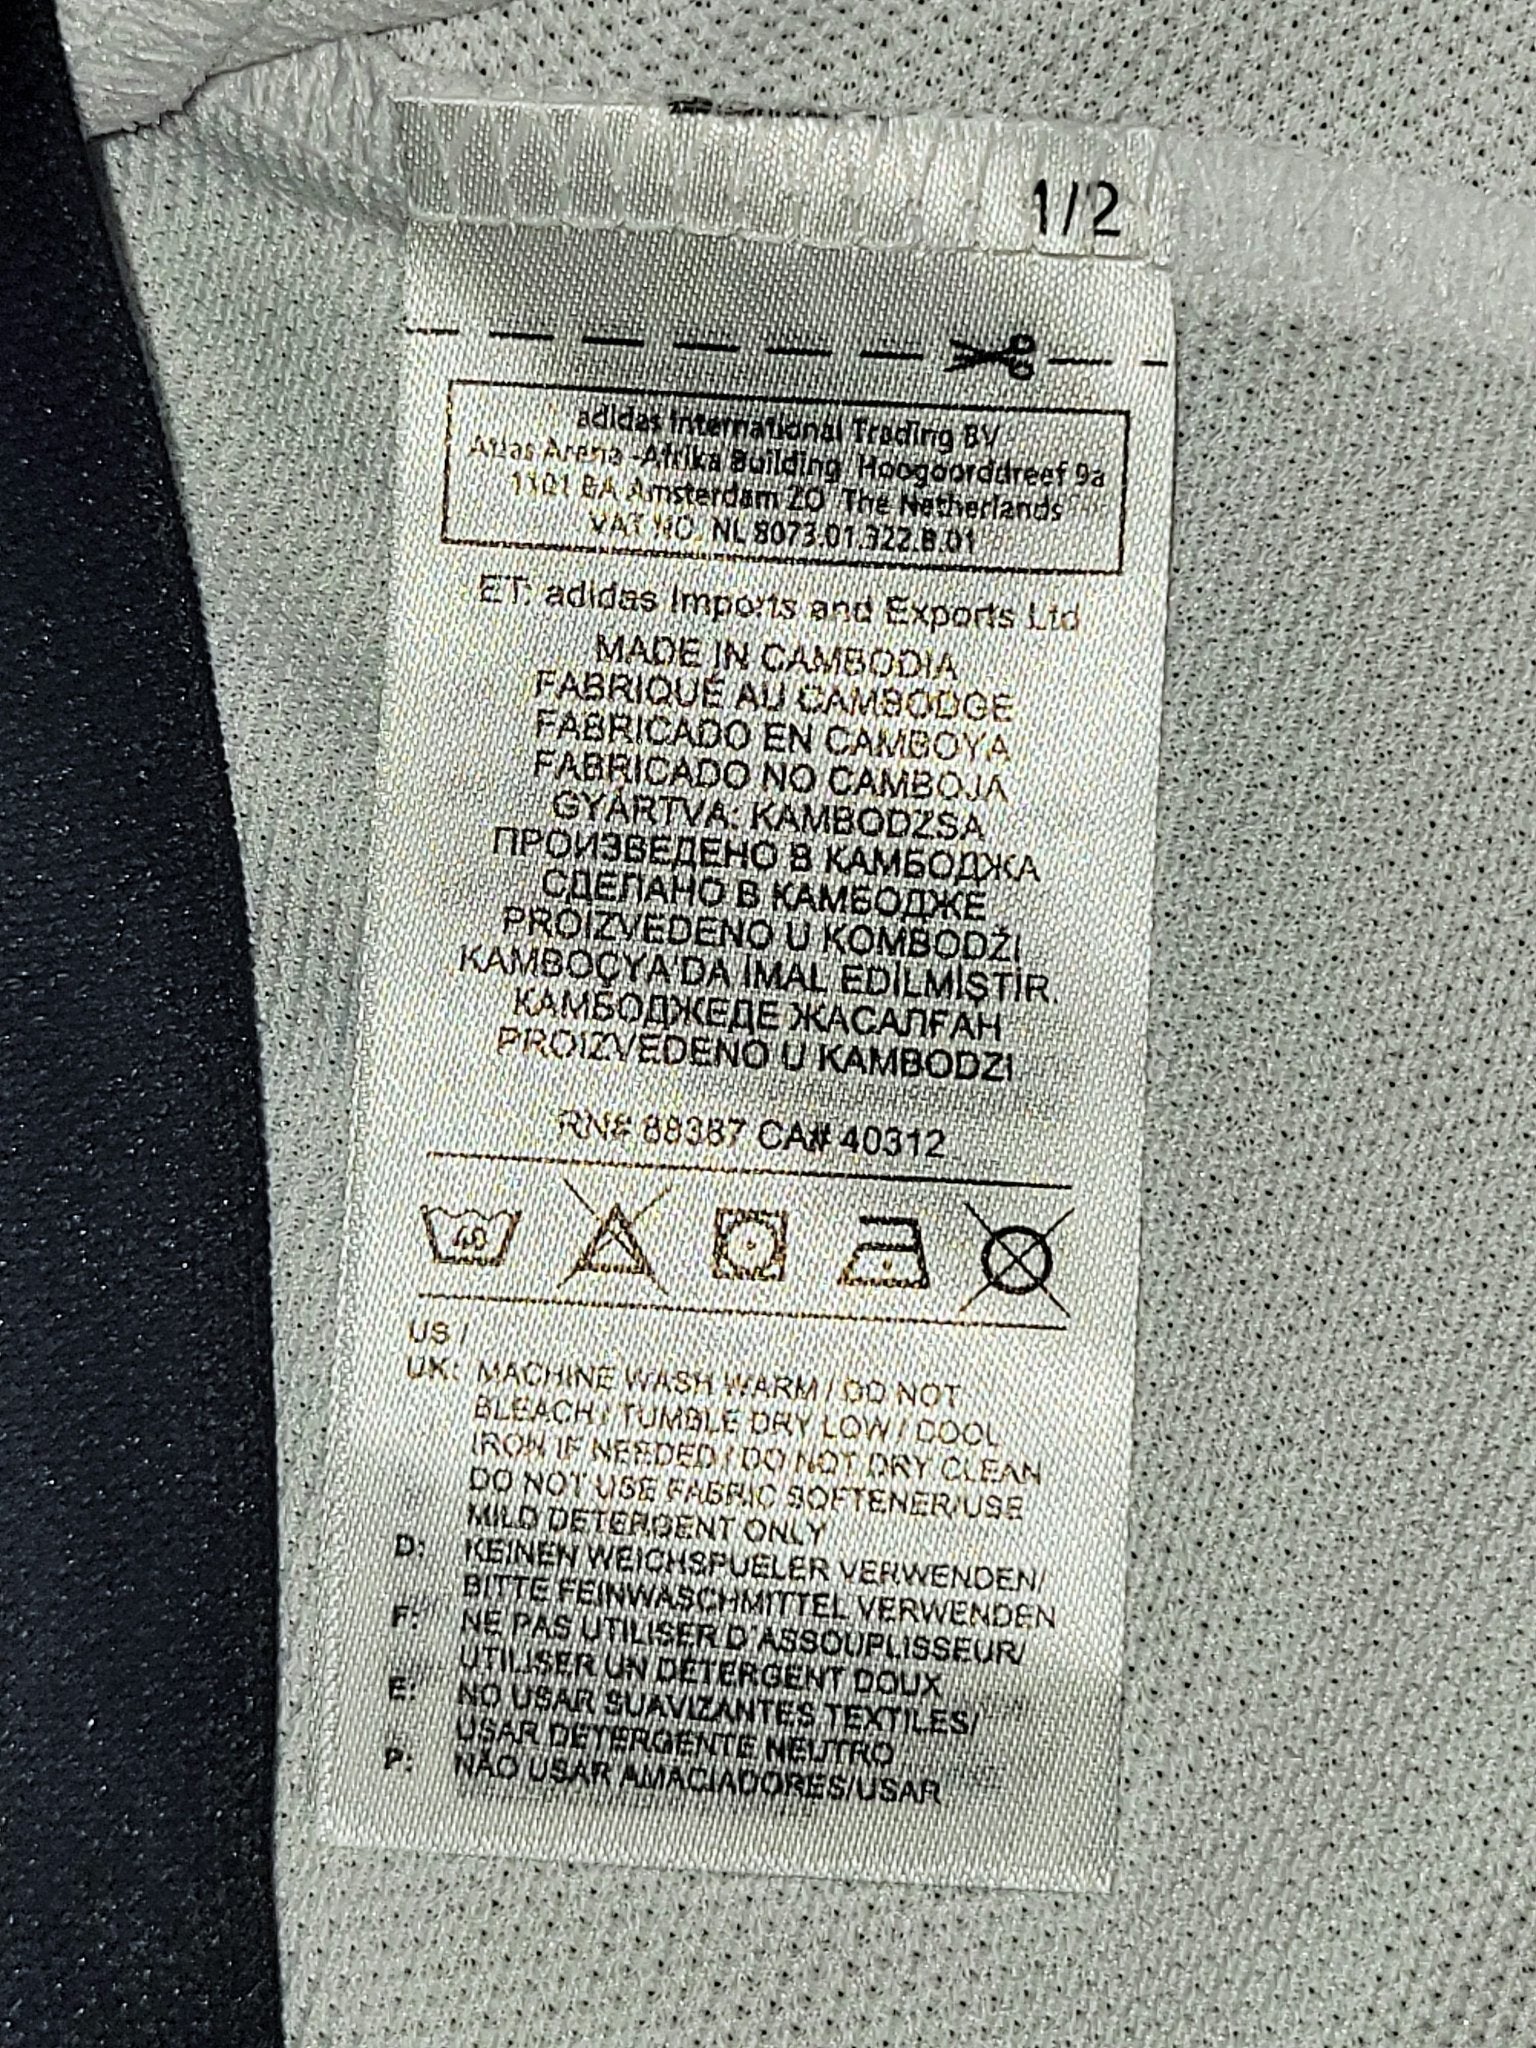 1/2
adidas International Trading BV
Atlas Arena -Afrika Building Hoogoorddreef 9a
1101 BA Amsterdam ZO The Netherlands
VAT NO. NL 8073.01.322.B.01
ET: adidas Imports and Exports Ltd
MADE IN CAMBODIA
FABRIQUÉ AU CAMBODGE
FABRICADO EN CAMBOYA
FABRICADO NO CAMBOJA
GYÁRTVA: KAMBODZSA
ПРОИЗВЕДЕНО В КАМБОДЖА
СДЕЛАНО В КАМБОДЖЕ
PROIZVEDENO U KOMBODŽI
KAMBOÇYA'DA İMAL EDİLMİŞTİR.
КАМБОДЖЕДЕ ЖАСАЛҒАН
PROIZVEDENO U KAMBODZI
RN# 88387 CA# 40312
40
US /
UK: MACHINE WASH WARM / DO NOT
BLEACH / TUMBLE DRY LOW / COOL
IRON IF NEEDED / DO NOT DRY CLEAN
DO NOT USE FABRIC SOFTENER/USE
MILD DETERGENT ONLY
D: KEINEN WEICHSPUELER VERWENDEN/
BITTE FEINWASCHMITTEL VERWENDEN
F: NE PAS UTILISER D'ASSOUPLISSEUR/
UTILISER UN DÉTERGENT DOUX
E: NO USAR SUAVIZANTES TEXTILES/
USAR DETERGENTE NEUTRO
P: NÃO USAR AMACIADORES/USAR